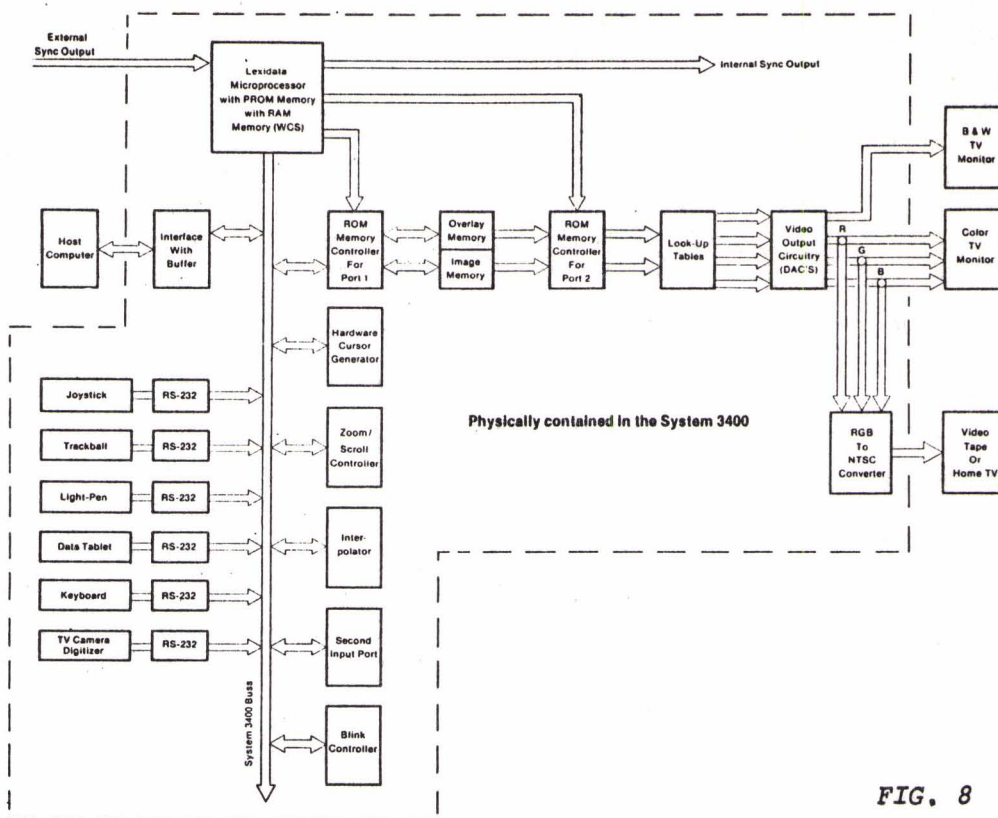 External
Sync Output
Lexidata
Microprocessor
with PROM Memory
with RAM
Memory (WCS)
Internal Sync Output
B & W
TV
Monitor
Host
Computer
Interface
With
Buffer
ROM
Memory
Controller
For
Port 1
Overlay
Memory
Image
Memory
ROM
Memory
Controller
For
Port 2
Look-Up
Tables
Video
Output
Circuitry
(DAC'S)
R
G
B
Color
TV
Monitor
Hardware
Cursor
Generator
Joystick
RS-232
Trackball
RS-232
Light-Pen
RS-232
Data Tablet
RS-232
Keyboard
RS-232
TV Camera
Digitizer
RS-232
Zoom/
Scroll
Controller
Inter-
polator
Second
Input Port
Blink
Controller
System 3400 Buss
Physically contained in the System 3400
RGB
To
NTSC
Converter
Video
Tape
Or
Home TV
FIG. 8